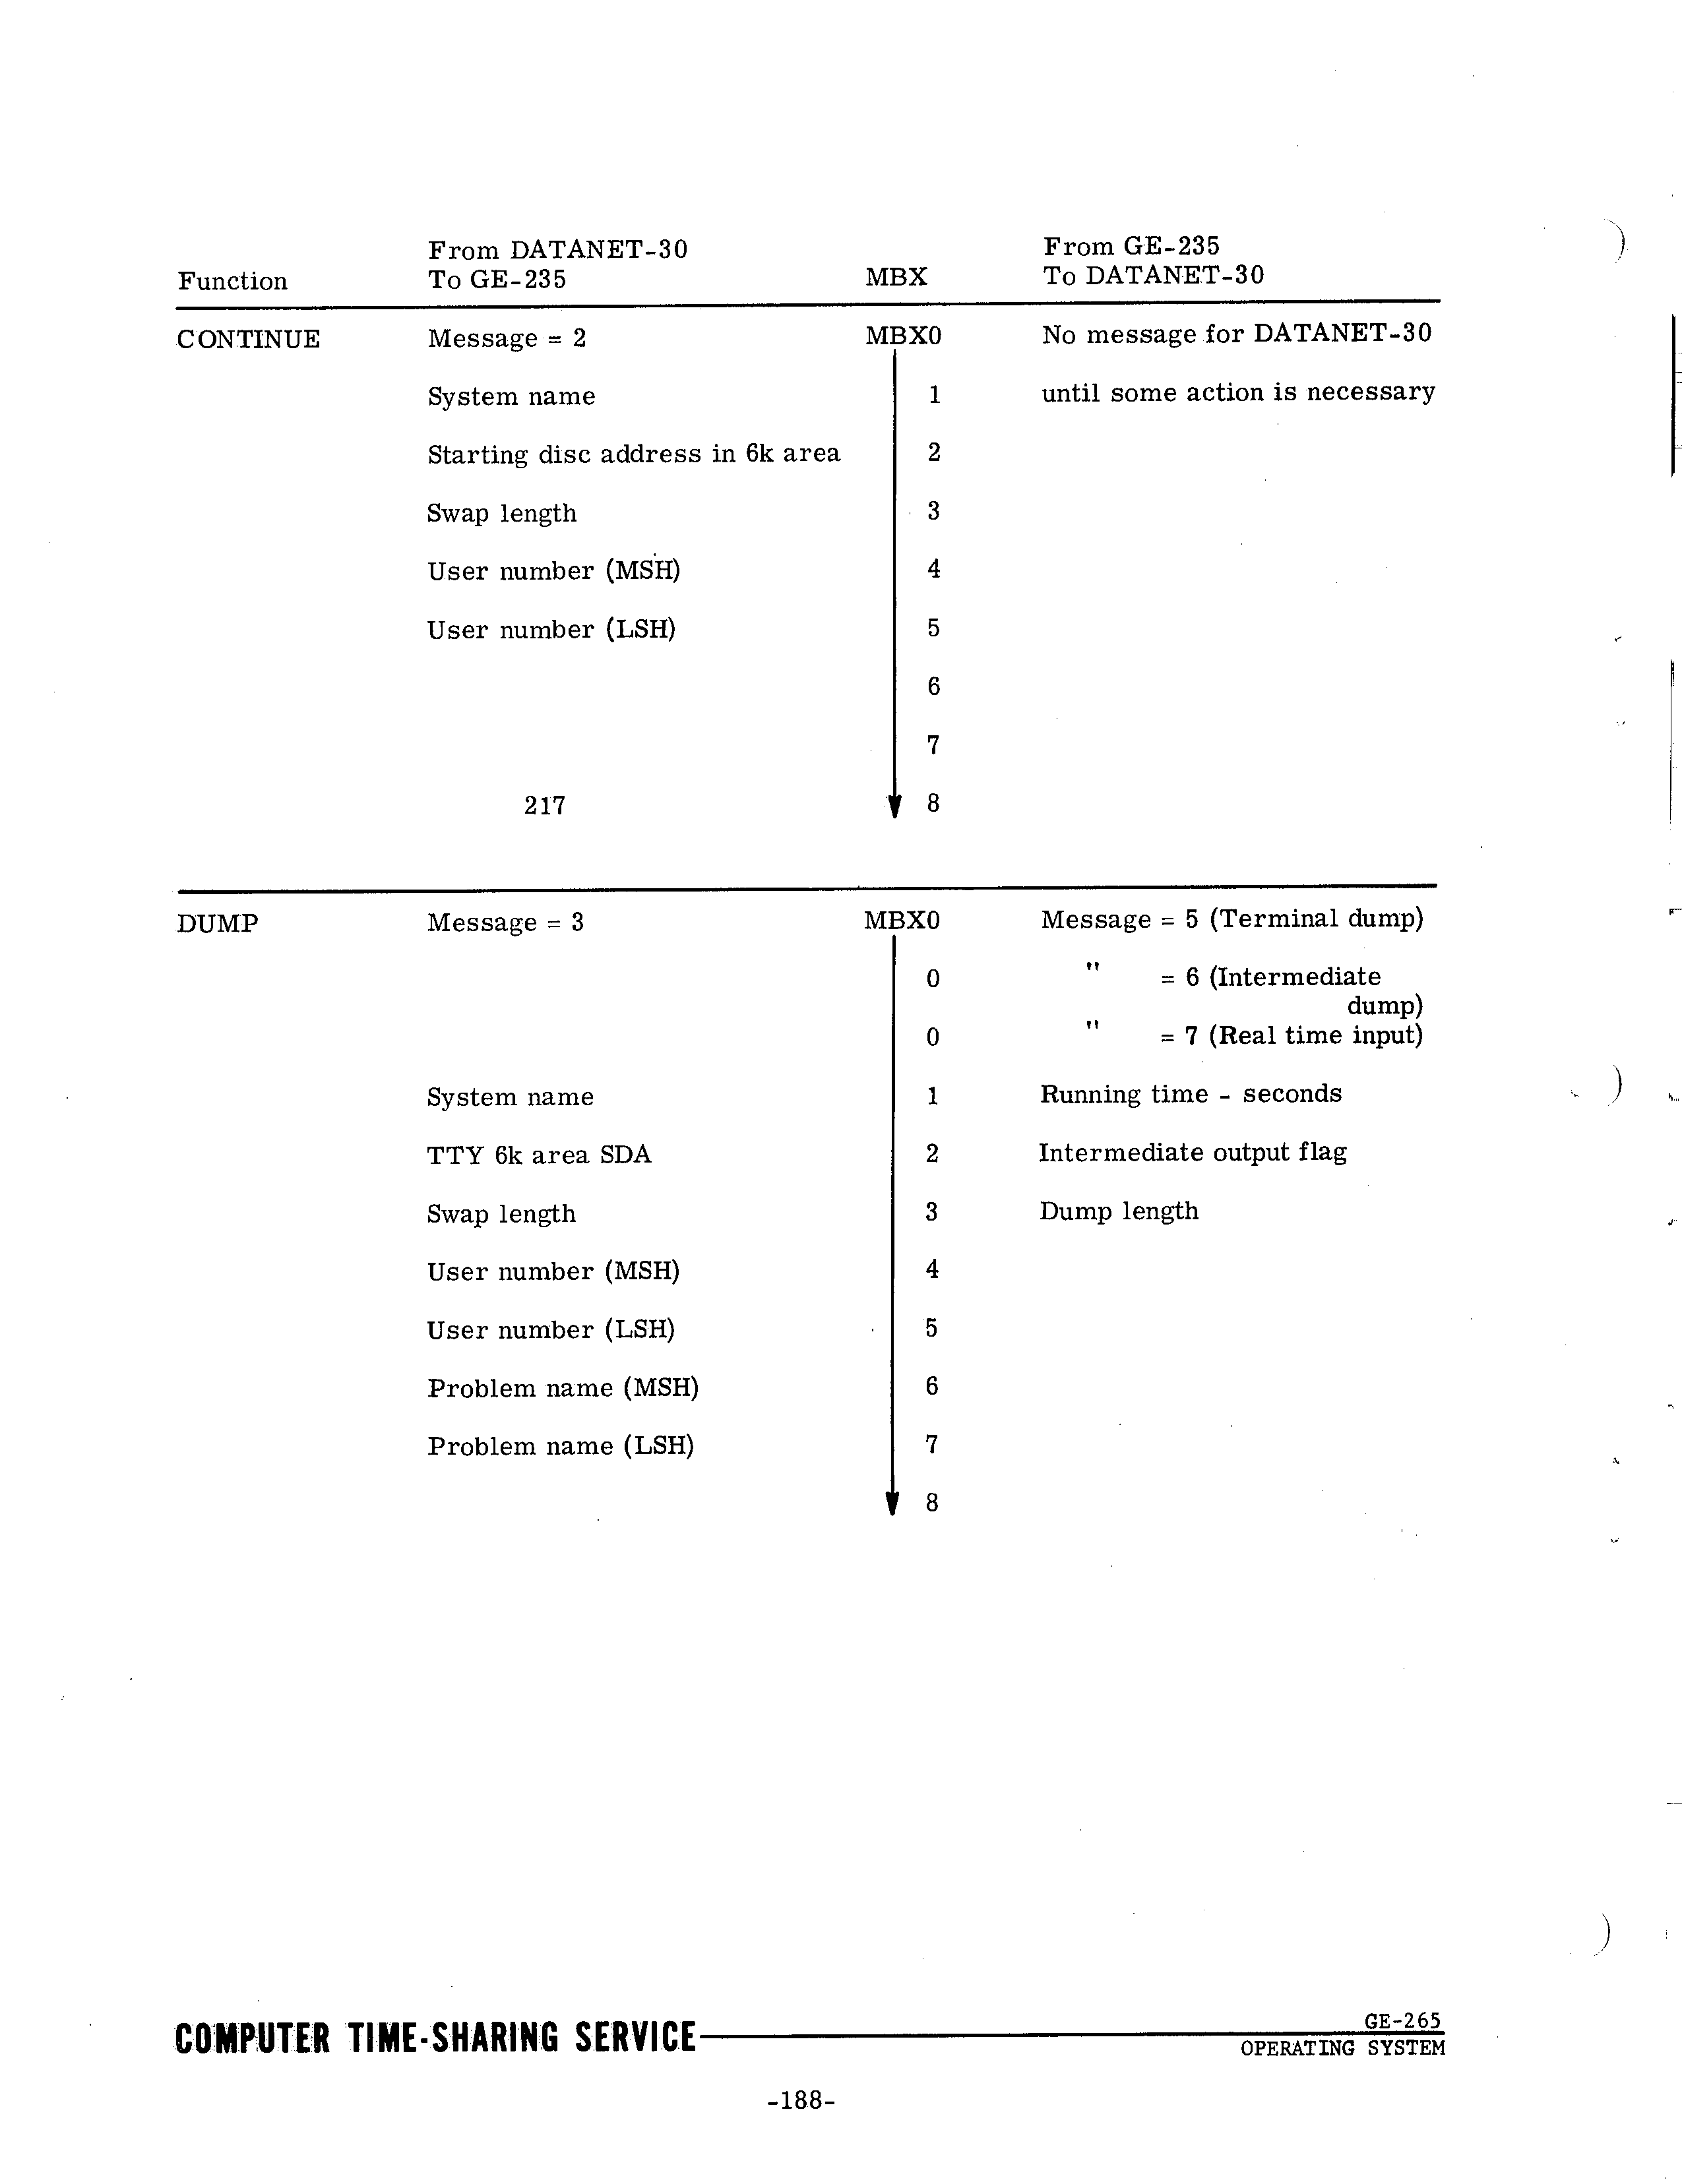 From DATANET-30 From GE-235
Function To GE-235 MBX To DATANET-30
CONTINUE Message = 2 MBX0 No message for DATANET-30
System name 1 until some action is necessary
Starting disc address in 6k area 2
Swap length 3
User number (MSH) 4
User number (LSH) 5
6
7
217 8
DUMP Message = 3 MBX0 Message = 5 (Terminal dump)
0 " = 6 (Intermediate
dump)
0 " = 7 (Real time input)
System name 1 Running time - seconds
TTY 6k area SDA 2 Intermediate output flag
Swap length 3 Dump length
User number (MSH) 4
User number (LSH) 5
Problem name (MSH) 6
Problem name (LSH) 7
8
COMPUTER TIME-SHARING SERVICE GE-265
OPERATING SYSTEM
-188-